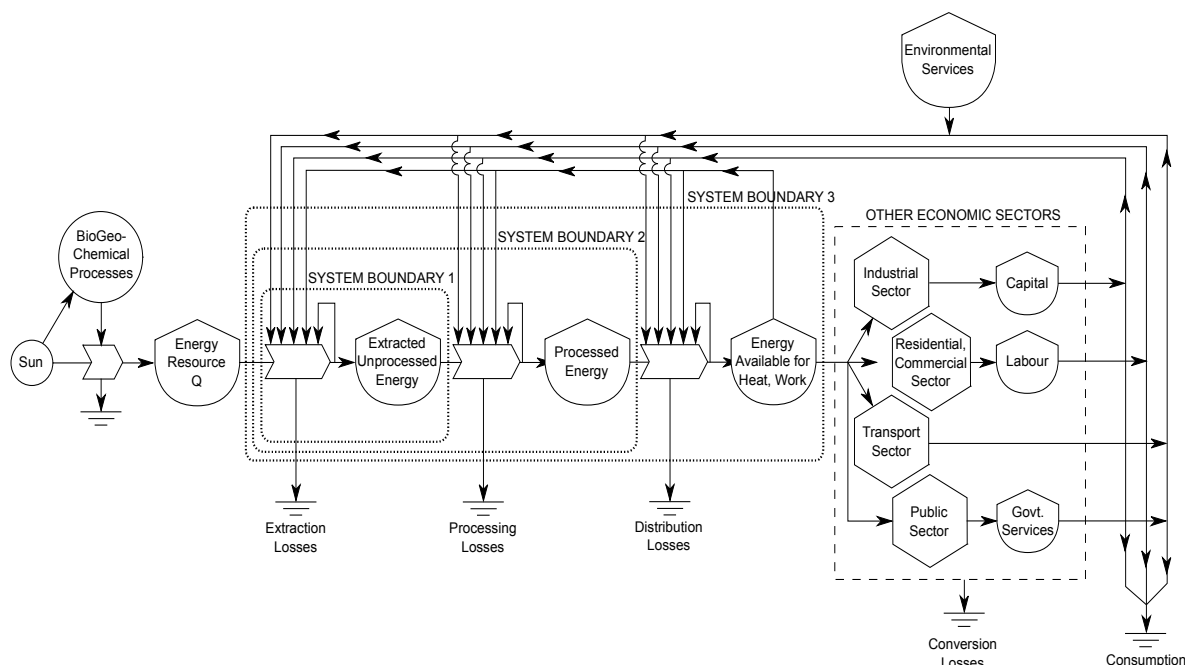 Environmental
Services
SYSTEM BOUNDARY 3
OTHER ECONOMIC SECTORS
BioGeo-
Chemical
Processes
SYSTEM BOUNDARY 2
SYSTEM BOUNDARY 1
Industrial
Sector
Capital
Sun
Energy
Resource
Q
Extracted
Unprocessed
Energy
Processed
Energy
Energy
Available for
Heat, Work
Residential,
Commercial
Sector
Labour
Transport
Sector
Public
Sector
Govt.
Services
Extraction
Losses
Processing
Losses
Distribution
Losses
Conversion
Losses
Consumption